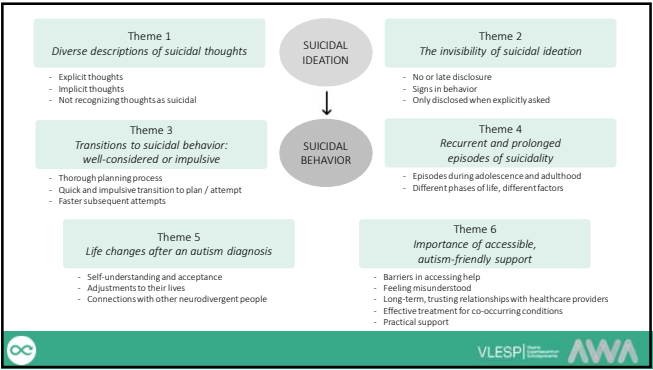 Theme 1
Diverse descriptions of suicidal thoughts
- Explicit thoughts
- Implicit thoughts
- Not recognizing thoughts as suicidal
SUICIDAL
IDEATION
Theme 2
The invisibility of suicidal ideation
- No or late disclosure
- Signs in behavior
- Only disclosed when explicitly asked
Theme 3
Transitions to suicidal behavior:
well-considered or impulsive
- Thorough planning process
- Quick and impulsive transition to plan / attempt
- Faster subsequent attempts
SUICIDAL
BEHAVIOR
Theme 4
Recurrent and prolonged
episodes of suicidality
- Episodes during adolescence and adulthood
- Different phases of life, different factors
Theme 5
Life changes after an autism diagnosis
- Self-understanding and acceptance
- Adjustments to their lives
- Connections with other neurodivergent people
Theme 6
Importance of accessible,
autism-friendly support
- Barriers in accessing help
- Feeling misunderstood
- Long-term, trusting relationships with healthcare providers
- Effective treatment for co-occurring conditions
- Practical support
VLESP
AWA